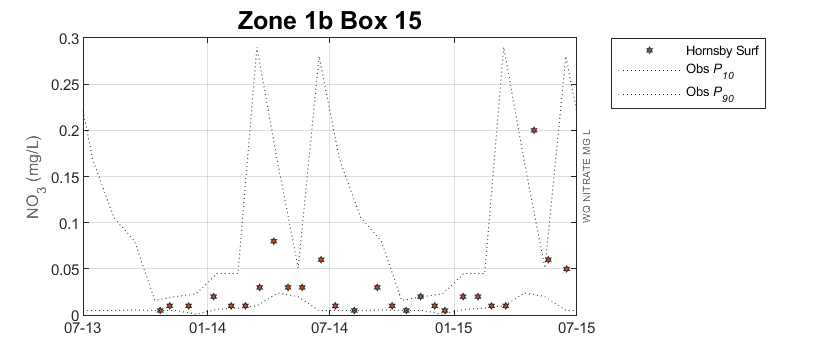 Zone 1b Box 15
0.3
0.25
0.2
0.15
0.1
0.05
0
NO3 (mg/L)
07-13
01-14
07-14
01-15
07-15
WQ NITRATE MG L
Hornsby Surf
Obs P10
Obs P90